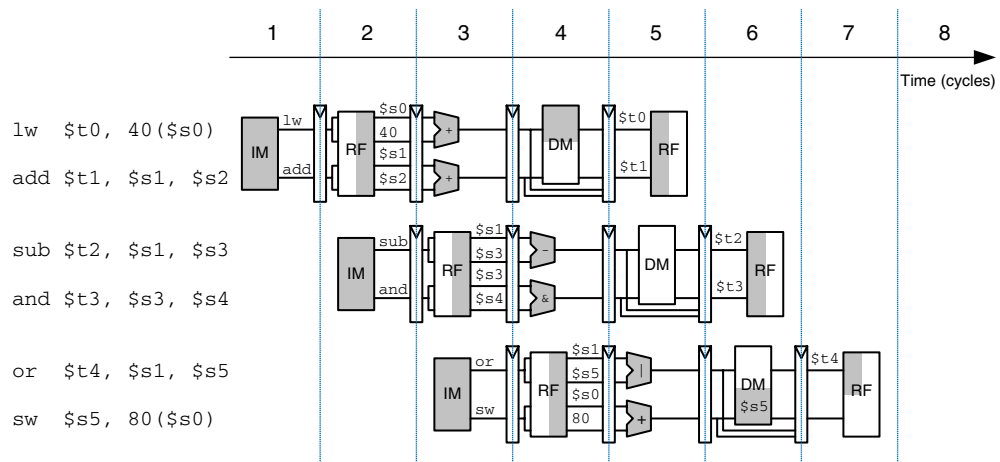 1 2 3 4 5 6 7 8
Time (cycles)
lw $t0, 40($s0)
add $t1, $s1, $s2
IM
lw
add
RF
$s0
40
$s1
$s2
+
+
DM
$t0
$t1
RF
sub $t2, $s1, $s3
and $t3, $s3, $s4
IM
sub
and
RF
$s1
$s3
$s3
$s4
-
&
DM
$t2
$t3
RF
or $t4, $s1, $s5
sw $s5, 80($s0)
IM
or
sw
RF
$s1
$s5
$s0
80
|
+
DM
$s5
$t4
RF